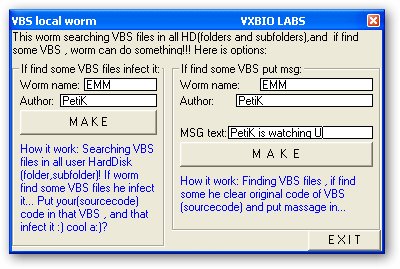 VBS local worm VXBIO LABS
This worm searching VBS files in all HD(folders and subfolders),and if find
some VBS , worm can do something!!! Here is options:
If find some VBS files infect it:
Worm name: EMM
Author: PetiK
M A K E
How it work: Searching VBS
files in all user HardDisk
(folder,subfolder)! If worm
find some VBS files he infect
it... Put your(sourcecode)
code in that VBS , and that
infect it :) cool a:)?
If find some VBS put msg:
Worm name: EMM
Author: PetiK
MSG text: PetiK is watching U
M A K E
How it work: Finding VBS files , if find
some he clear original code of VBS
(sourcecode) and put massage in...
E X I T